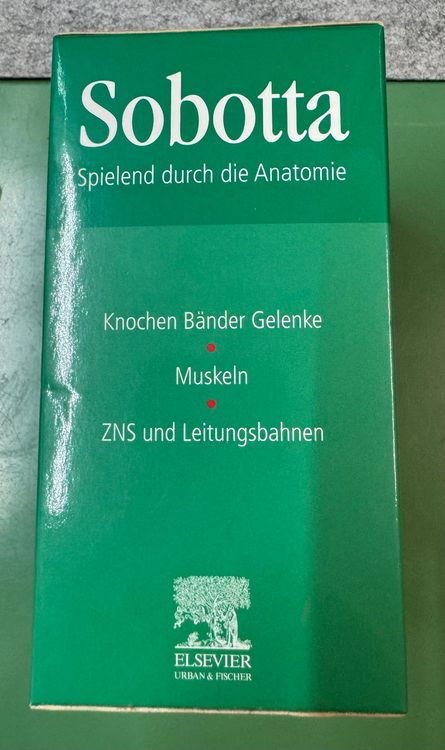 Sobotta
Spielend durch die Anatomie
Knochen Bänder Gelenke
Muskeln
ZNS und Leitungsbahnen
ELSEVIER
URBAN & FISCHER